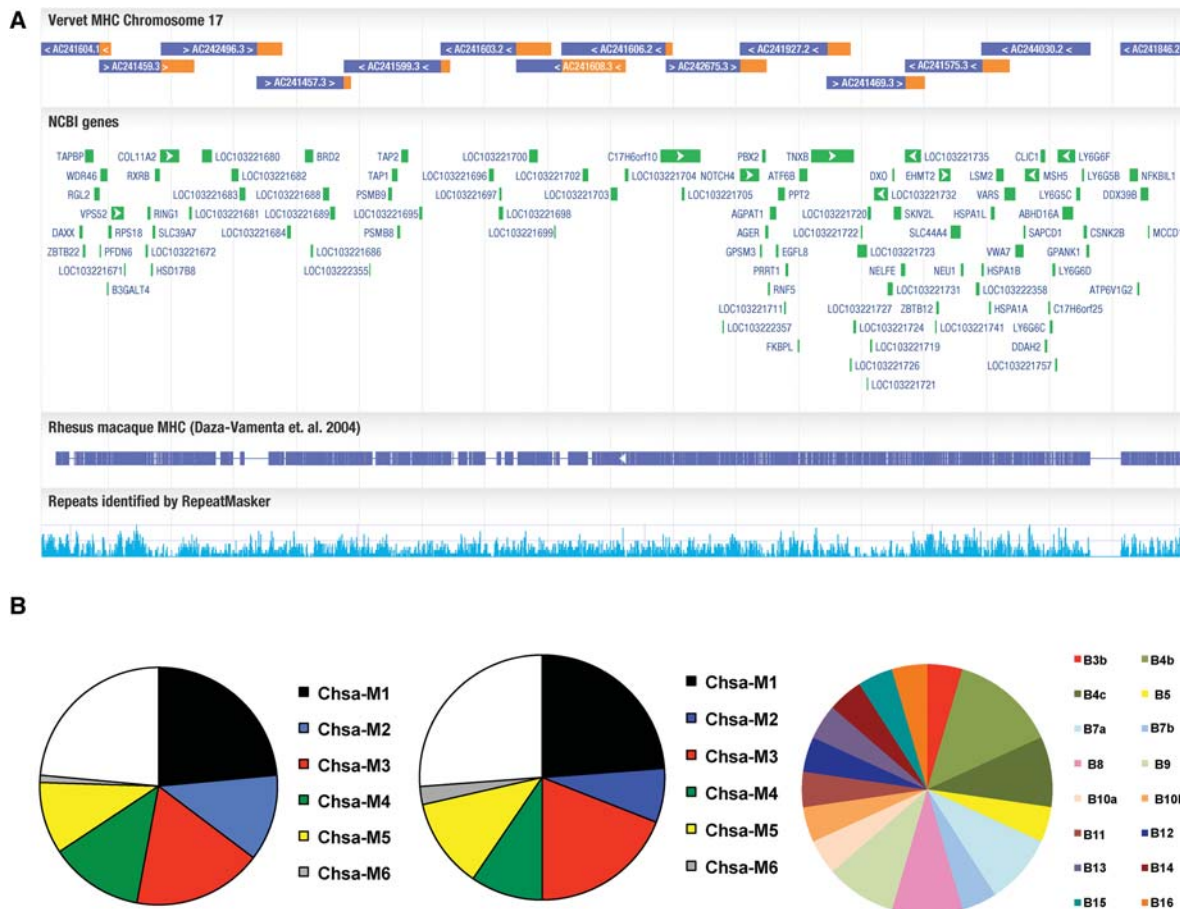 A
Vervet MHC Chromosome 17
< AC241604.1 <
> AC242496.3 >
< AC241603.2 <
< AC241606.2 <
> AC241927.2 >
< AC244030.2 <
< AC241846.2
> AC241459.3 >
< AC241599.3 >
< AC241608.3 <
> AC242675.3 >
< AC241575.3 >
> AC241457.3 >
> AC241469.3 >
NCBI genes
TAPBP COL11A2 LOC103221680 BRD2 TAP2 LOC103221700 C17H6orf10 PBX2 TNXB LOC103221735 CLIC1 LY6G6F
WDR46 RXRB LOC103221682 TAP1 LOC103221696 LOC103221702 LOC103221704 NOTCH4 ATF6B DXO EHMT2 LSM2 MSH5 LY6G5B NFKBIL1
RGL2 LOC103221683 LOC103221688 PSMB9 LOC103221697 LOC103221703 LOC103221705 PPT2 LOC103221732 VARS LY6G5C DDX39B
VPS52 RING1 LOC103221681 LOC103221689 LOC103221695 LOC103221698 AGPAT1 LOC103221720 SKIV2L HSPA1L ABHD16A
DAXX RPS18 SLC39A7 LOC103221684 PSMB8 LOC103221699 AGER LOC103221722 SLC44A4 SAPCD1 CSNK2B MCCD1
ZBTB22 PFDN6 LOC103221672 LOC103221686 GPSM3 EGFL8 LOC103221723 VWA7 GPANK1
LOC103221671 HSD17B8 LOC103222355 PRRT1 NELFE NEU1 HSPA1B LY6G6D
B3GALT4 RNF5 LOC103221731 LOC103222358 ATP6V1G2
LOC103221711 LOC103221727 ZBTB12 HSPA1A C17H6orf25
LOC103222357 LOC103221724 LOC103221741 LY6G6C
FKBPL LOC103221719 DDAH2
LOC103221726 LOC103221757
LOC103221721
Rhesus macaque MHC (Daza-Vamenta et. al. 2004)
Repeats identified by RepeatMasker
B
Chsa-M1
Chsa-M2
Chsa-M3
Chsa-M4
Chsa-M5
Chsa-M6
Chsa-M1
Chsa-M2
Chsa-M3
Chsa-M4
Chsa-M5
Chsa-M6
B3b B4b
B4c B5
B7a B7b
B8 B9
B10a
B11 B12
B13 B14
B15 B16